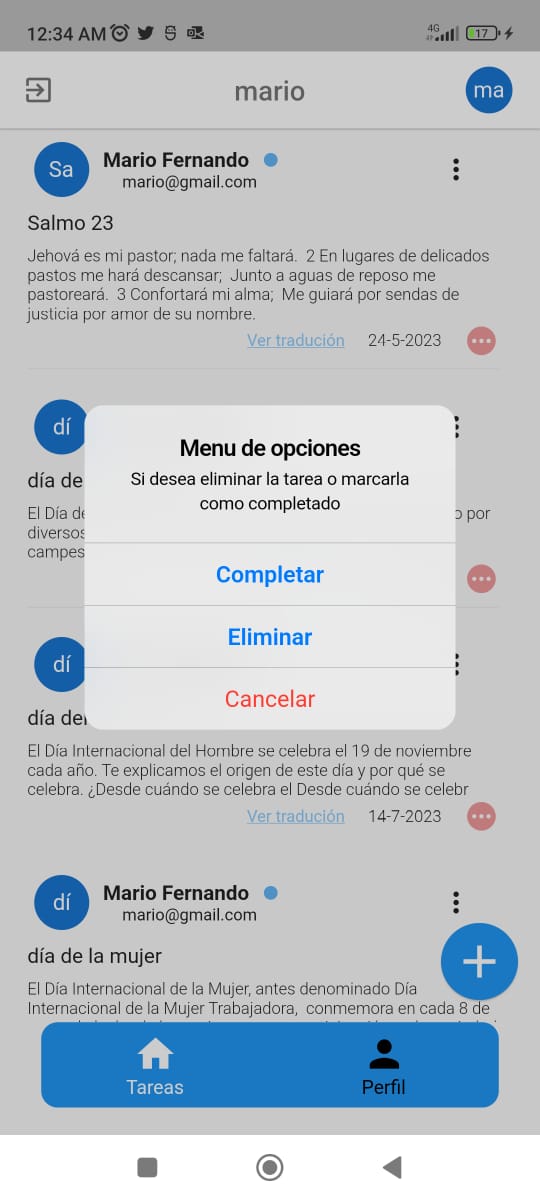 12:34 AM
4G
17
mario
ma
Sa
Mario Fernando
mario@gmail.com
Salmo 23
Jehová es mi pastor; nada me faltará.  2 En lugares de delicados
pastos me hará descansar;  Junto a aguas de reposo me
pastoreará.  3 Confortará mi alma;  Me guiará por sendas de
justicia por amor de su nombre.
Ver tradución
24-5-2023
dí
día de
El Día de
por
diversos
campes
Menu de opciones
Si desea eliminar la tarea o marcarla
como completado
Completar
Eliminar
Cancelar
dí
día del
El Día Internacional del Hombre se celebra el 19 de noviembre
cada año. Te explicamos el origen de este día y por qué se
celebra. ¿Desde cuándo se celebra el Desde cuándo se celebr
Ver tradución
14-7-2023
dí
Mario Fernando
mario@gmail.com
día de la mujer
El Día Internacional de la Mujer, antes denominado Día
Internacional de la Mujer Trabajadora,  conmemora en cada 8 de
Tareas
Perfil